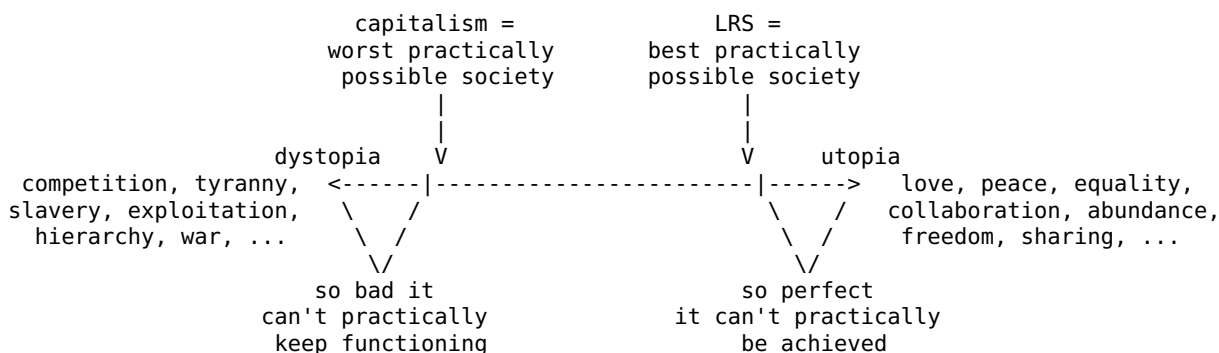 capitalism = LRS =
worst practically best practically
possible society possible society
| |
| |
dystopia V V utopia
competition, tyranny, <------|------------------------|------> love, peace, equality,
slavery, exploitation, \ / \ / collaboration, abundance,
hierarchy, war, ... \ / \ / freedom, sharing, ...
\/ \/
so bad it so perfect
can't practically it can't practically
keep functioning be achieved